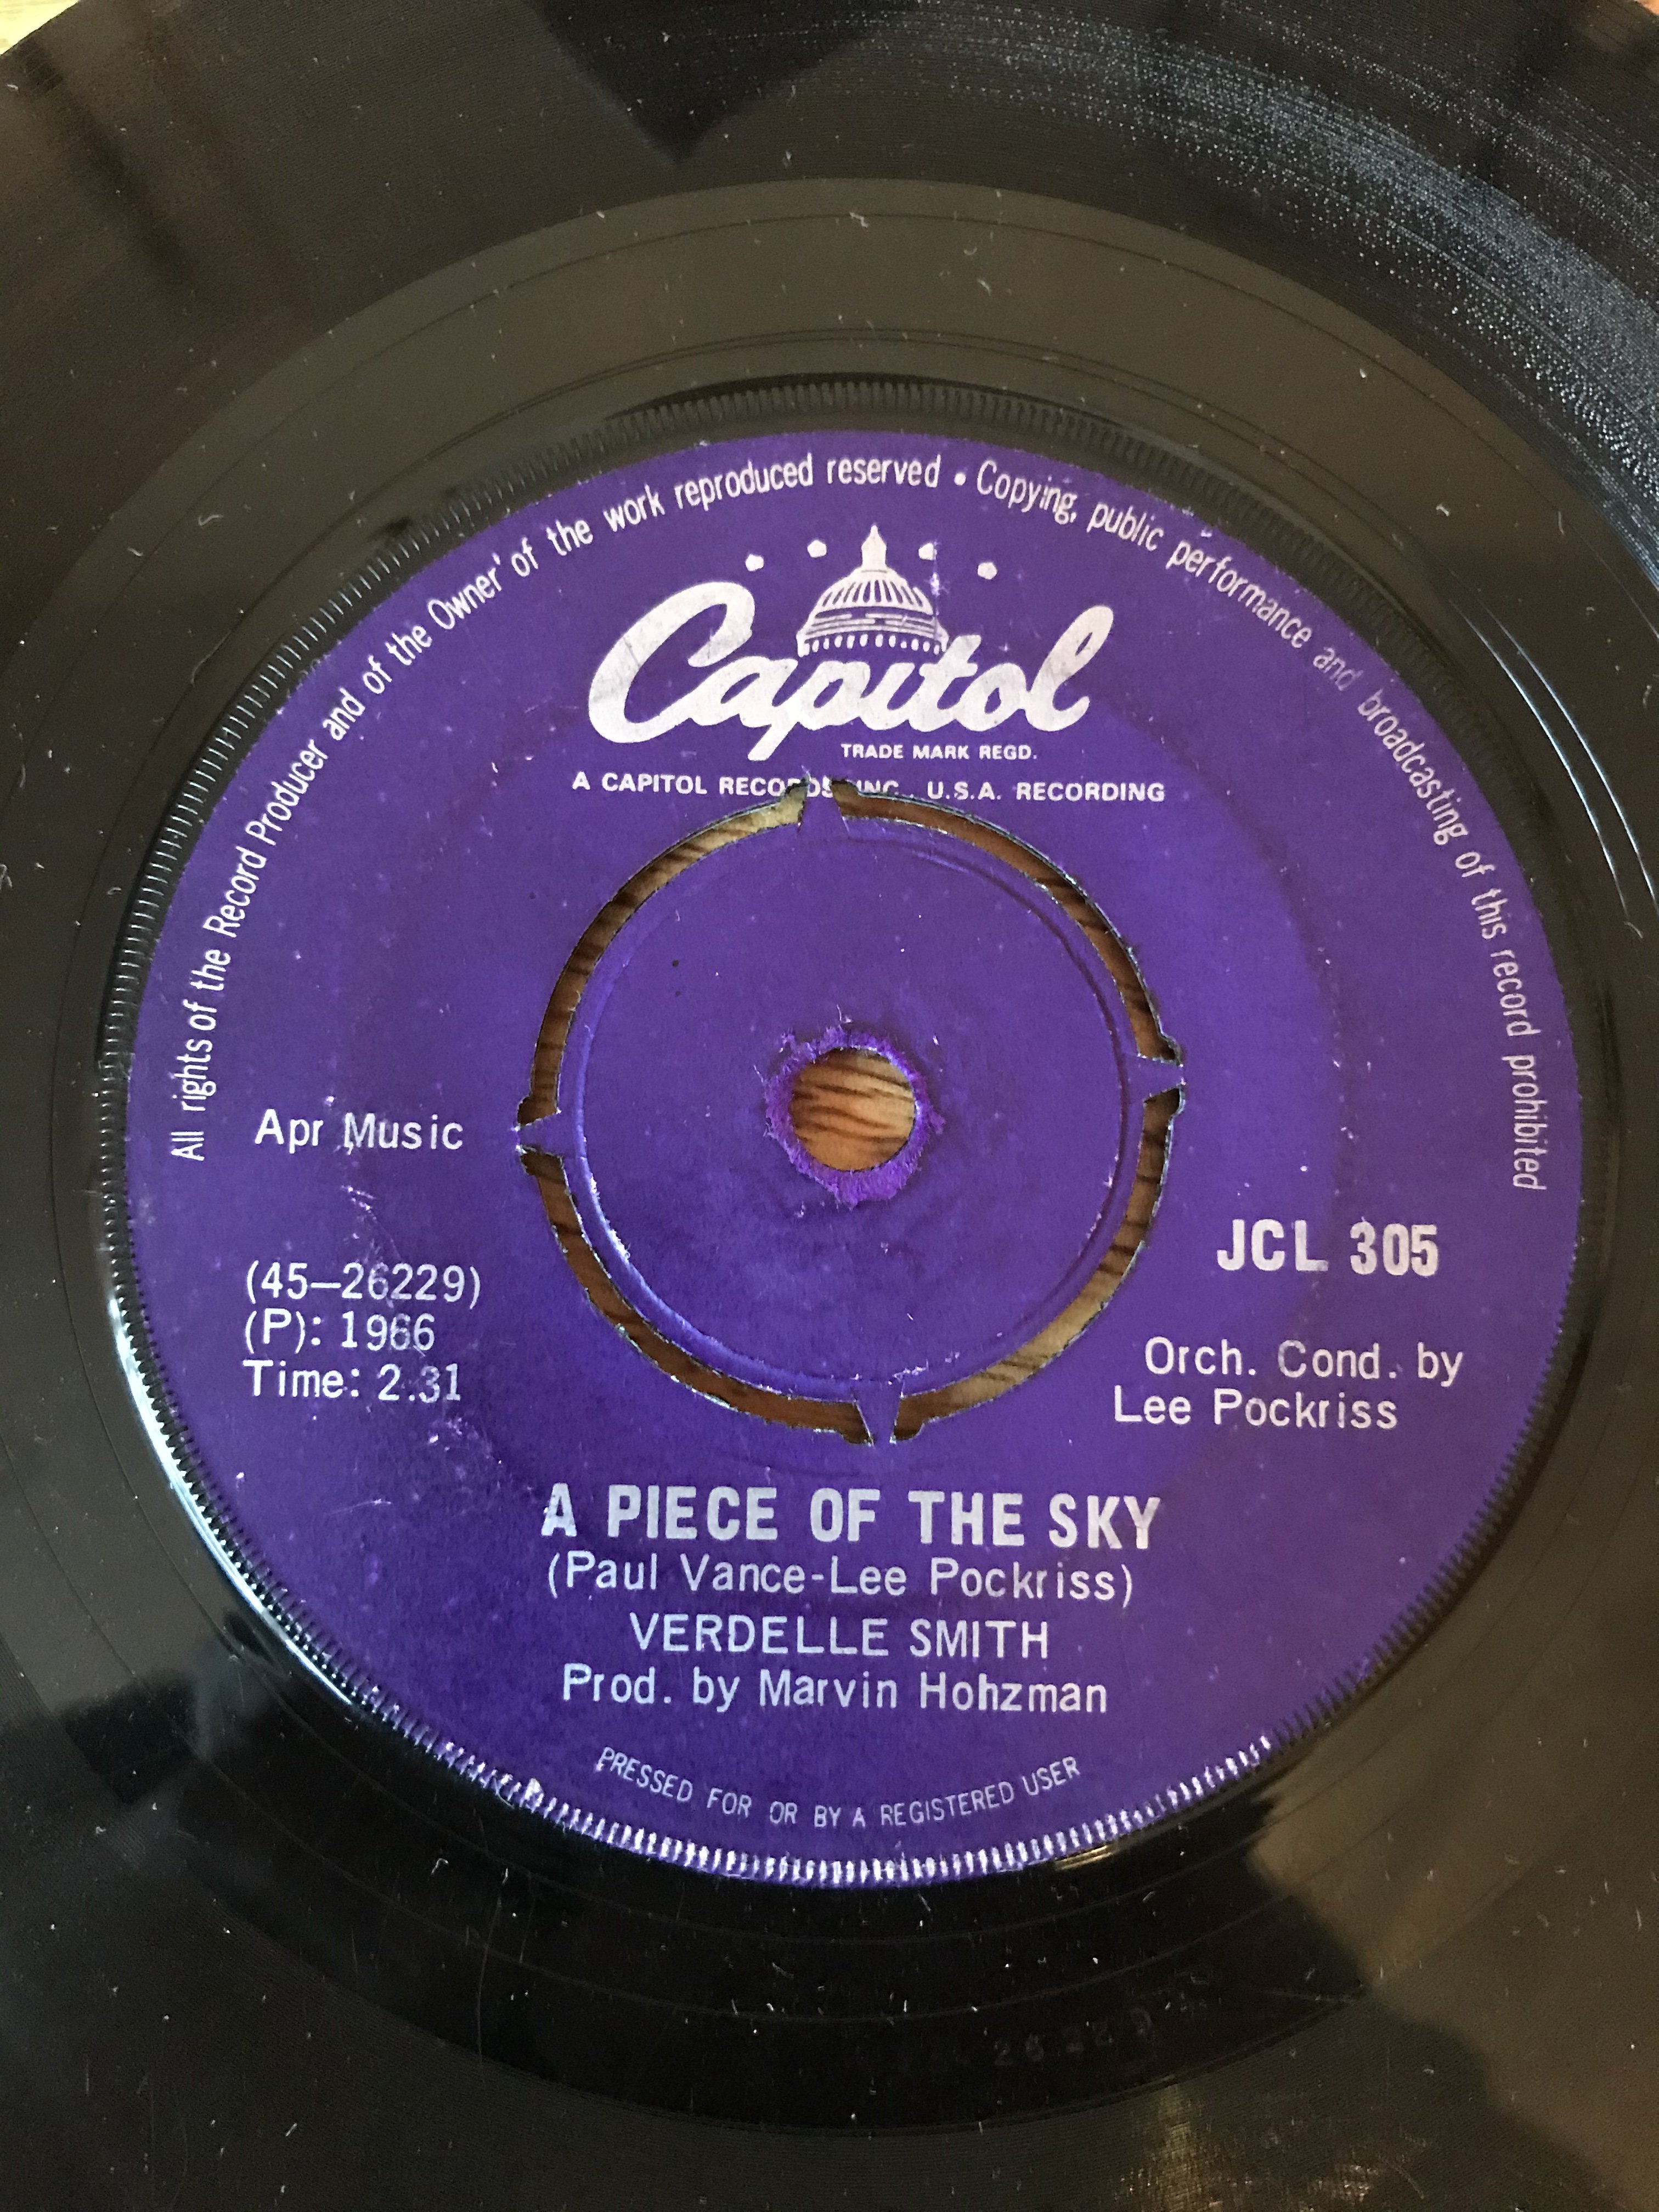 All rights of the Record Producer and of the Owner' of the work reproduced reserved • Copying, public performance and broadcasting of this record prohibited
Capitol
TRADE MARK REGD.
A CAPITOL RECORDS INC., U.S.A. RECORDING
Apr Music
(45-26229)
(P): 1966
Time: 2.31
JCL 305
Orch. Cond. by
Lee Pockriss
A PIECE OF THE SKY
(Paul Vance-Lee Pockriss)
VERDELLE SMITH
Prod. by Marvin Hohzman
PRESSED FOR OR BY A REGISTERED USER